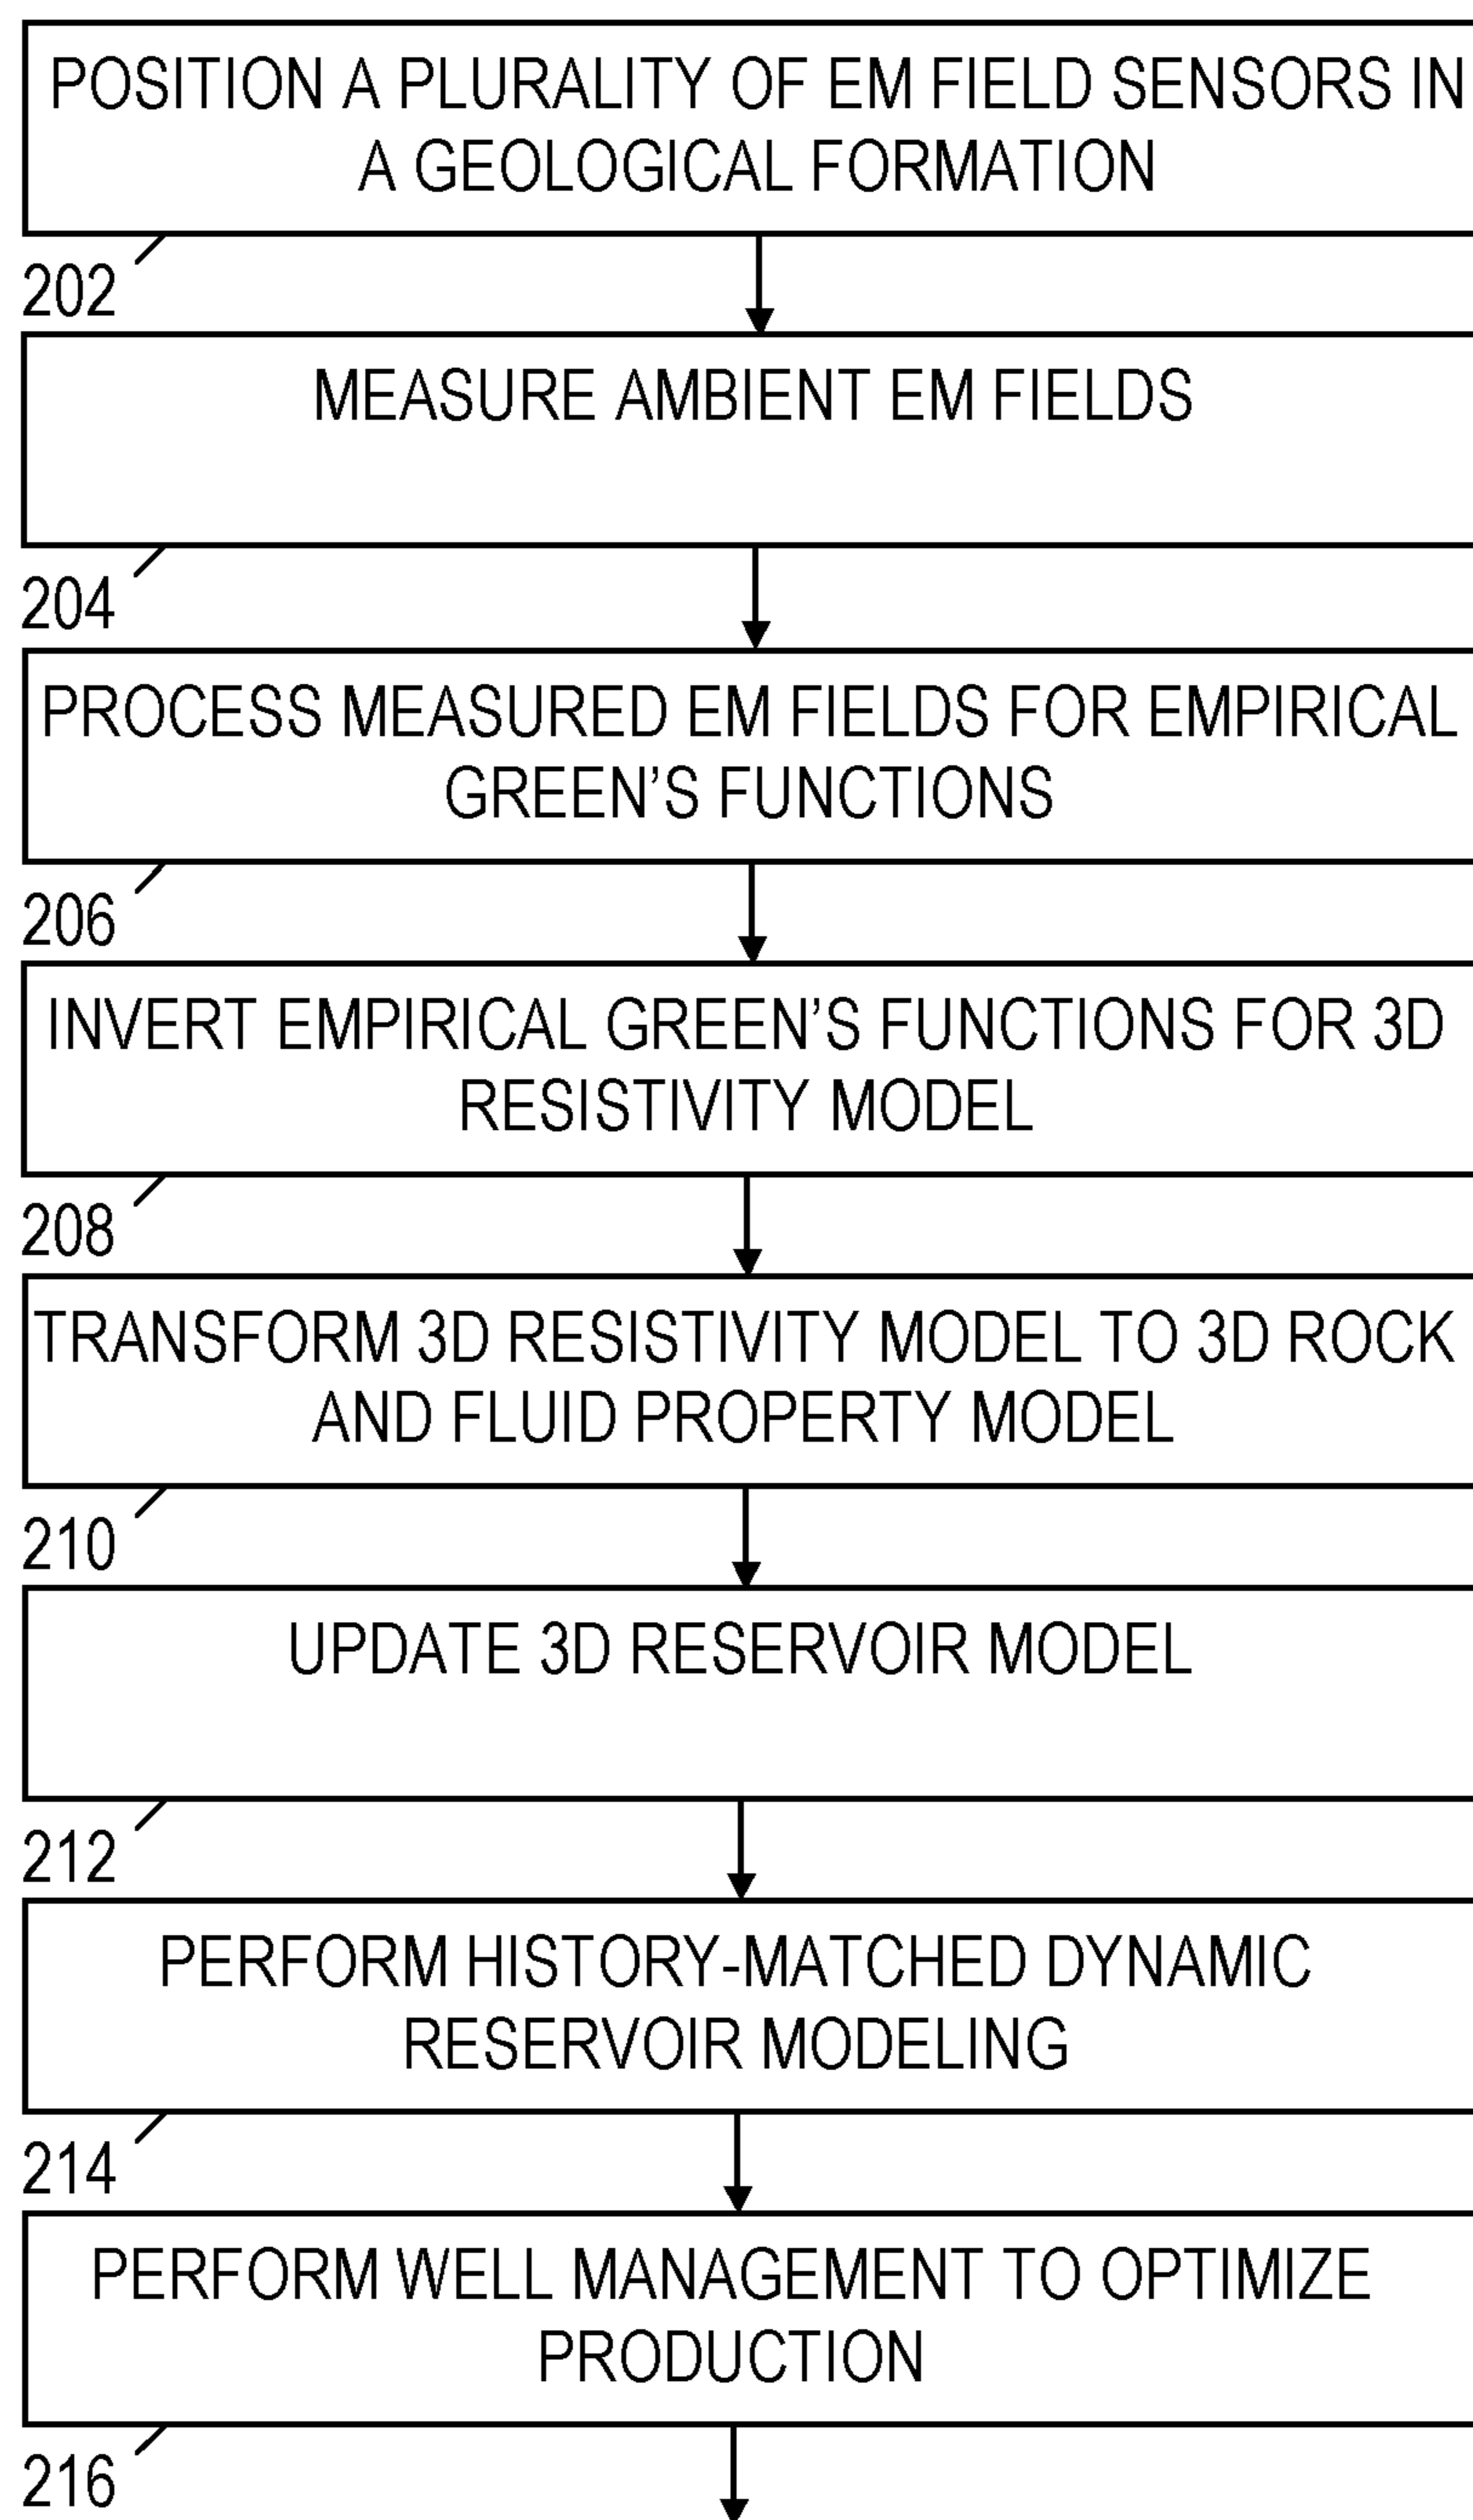 POSITION A PLURALITY OF EM FIELD SENSORS IN
A GEOLOGICAL FORMATION
202
MEASURE AMBIENT EM FIELDS
204
PROCESS MEASURED EM FIELDS FOR EMPIRICAL
GREEN'S FUNCTIONS
206
INVERT EMPIRICAL GREEN'S FUNCTIONS FOR 3D
RESISTIVITY MODEL
208
TRANSFORM 3D RESISTIVITY MODEL TO 3D ROCK
AND FLUID PROPERTY MODEL
210
UPDATE 3D RESERVOIR MODEL
212
PERFORM HISTORY-MATCHED DYNAMIC
RESERVOIR MODELING
214
PERFORM WELL MANAGEMENT TO OPTIMIZE
PRODUCTION
216